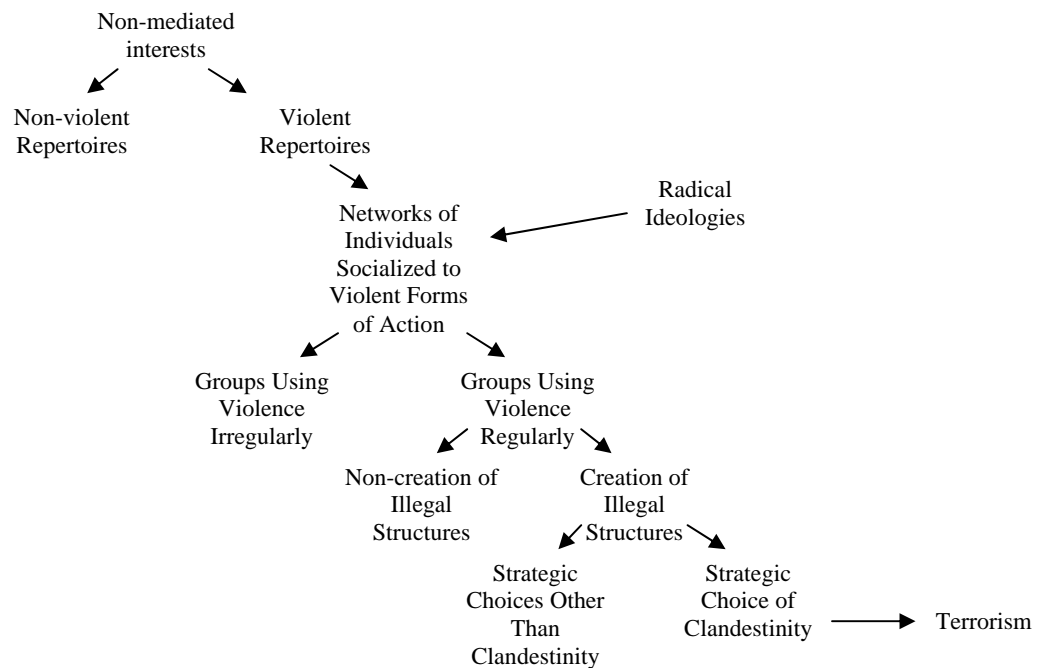 Non-mediated
interests
Non-violent
Repertoires
Violent
Repertoires
Radical
Ideologies
Networks of
Individuals
Socialized to
Violent Forms
of Action
Groups Using
Violence
Irregularly
Groups Using
Violence
Regularly
Non-creation of
Illegal
Structures
Creation of
Illegal
Structures
Strategic
Choices Other
Than
Clandestinity
Strategic
Choice of
Clandestinity
Terrorism